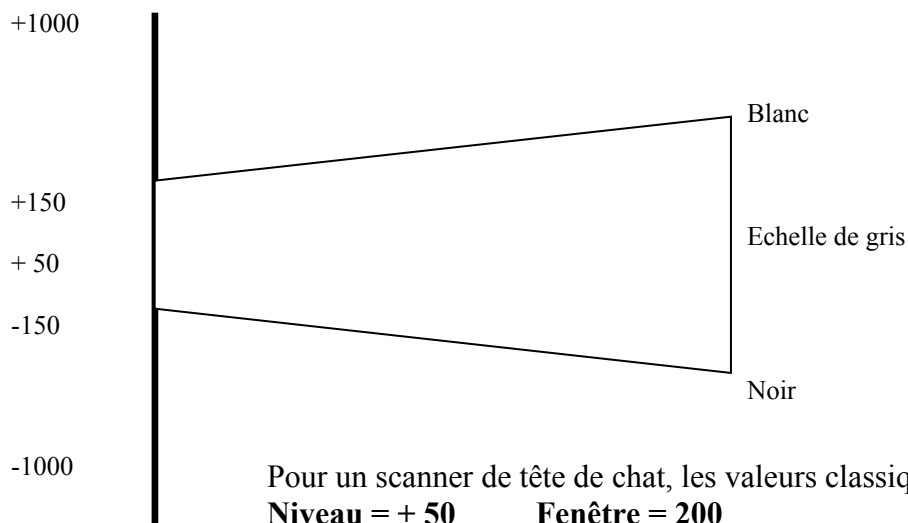 +1000
Blanc
+150
Echelle de gris
+ 50
-150
Noir
-1000
Pour un scanner de tête de chat, les valeurs
Niveau = + 50 Fenêtre = 200